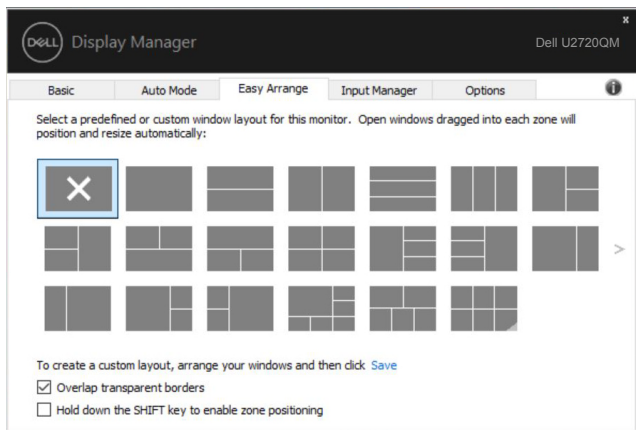 x
DELL Display Manager
Dell U2720QM
Basic Auto Mode Easy Arrange Input Manager Options i
Select a predefined or custom window layout for this monitor. Open windows dragged into each zone will
position and resize automatically:
>
To create a custom layout, arrange your windows and then click Save
Overlap transparent borders
Hold down the SHIFT key to enable zone positioning